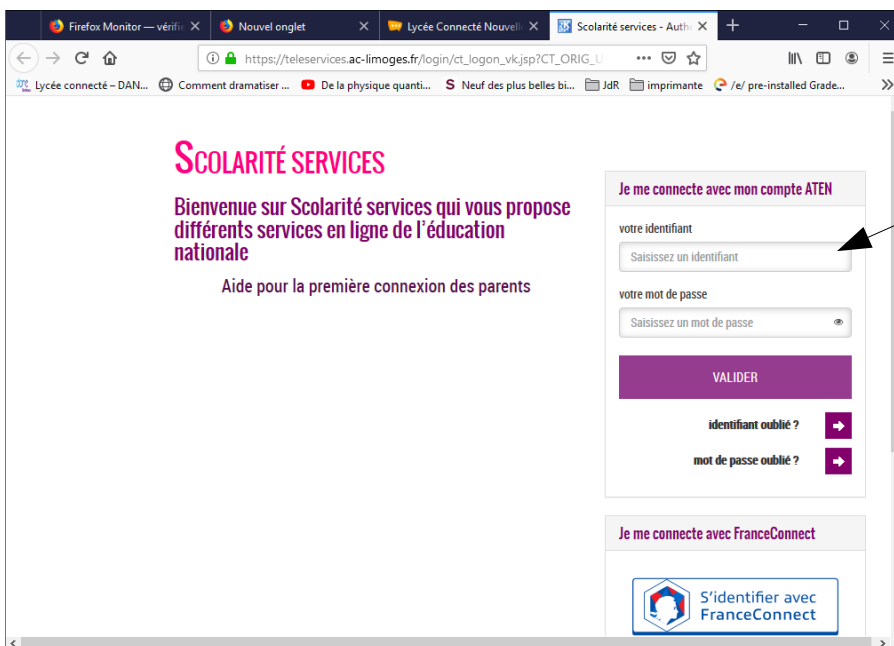 Firefox Monitor — vérifie
Nouvel onglet
Lycée Connecté Nouvell
Scolarité services - Auth
https://teleservices.ac-limoges.fr/login/ct_logon_vk.jsp?CT_ORIG_U
Lycée connecté – DAN...
Comment dramatiser ...
De la physique quanti...
S Neuf des plus belles bi...
JdR
imprimante
/e/ pre-installed Grade...
SCOLARITÉ SERVICES
Bienvenue sur Scolarité services qui vous propose
différents services en ligne de l'éducation
nationale
Aide pour la première connexion des parents
Je me connecte avec mon compte ATEN
votre identifiant
Saisissez un identifiant
votre mot de passe
Saisissez un mot de passe
VALIDER
identifiant oublié ?
mot de passe oublié ?
Je me connecte avec FranceConnect
S'identifier avec
FranceConnect